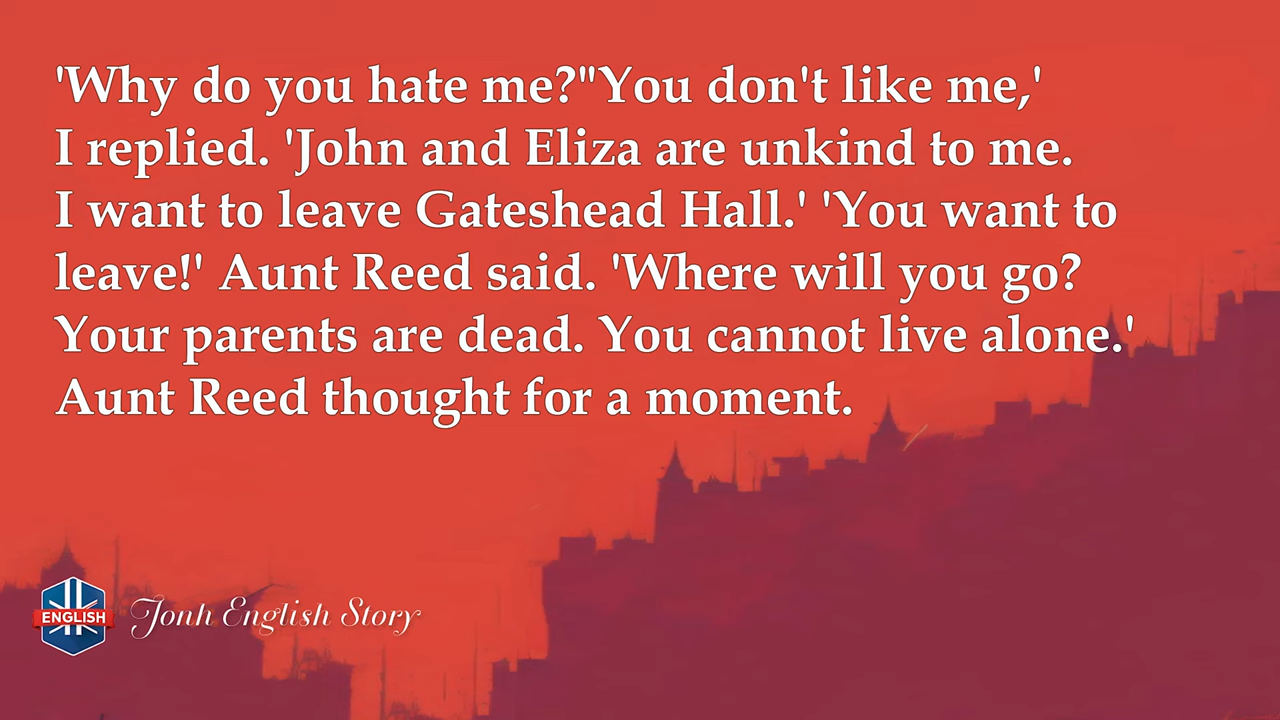 'Why do you hate me?''You don't like me,'
I replied. 'John and Eliza are unkind to me.
I want to leave Gateshead Hall.' 'You want to
leave!' Aunt Reed said. 'Where will you go?
Your parents are dead. You cannot live alone.'
Aunt Reed thought for a moment.
ENGLISH
Jonh English Story